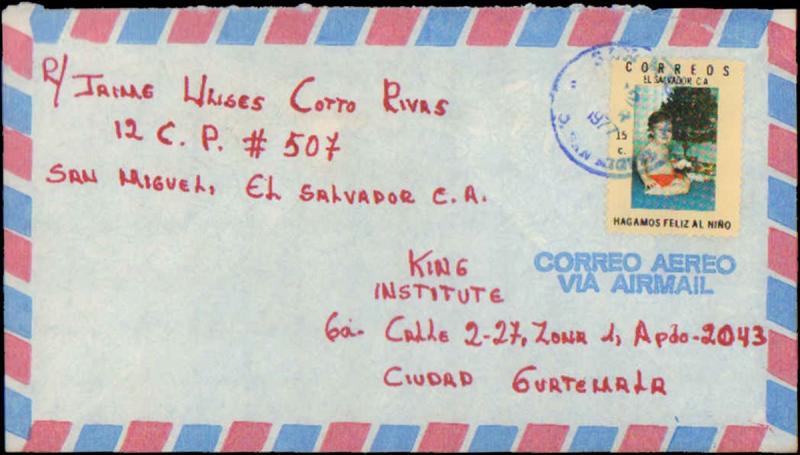 R/ JAIME ULISES COTTO RIVAS
12 C. P. # 507
SAN MIGUEL, EL SALVADOR C.A.
CORREOS
EL SALVADOR C.A
15
C.
HAGAMOS FELIZ AL NIÑO
1977
CORREO AEREO
VIA AIRMAIL
KING
INSTITUTE
6a. CALLE 2-27, ZONA 1, Apdo-2043
CIUDAD GUATEMALA